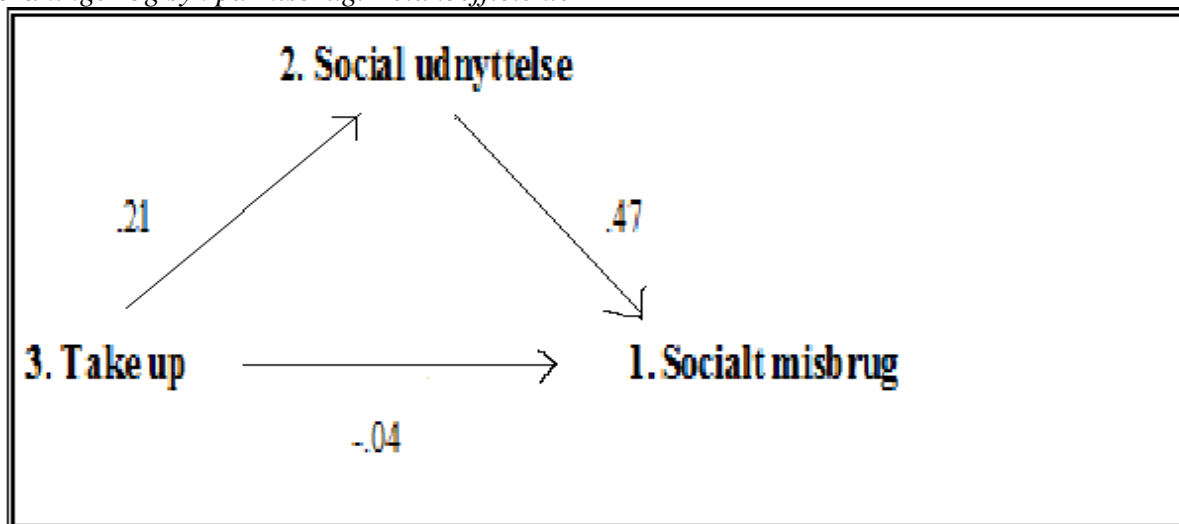 2. Social udnyttelse
.21
.47
3. Take up
1. Socialt misbrug
-.04